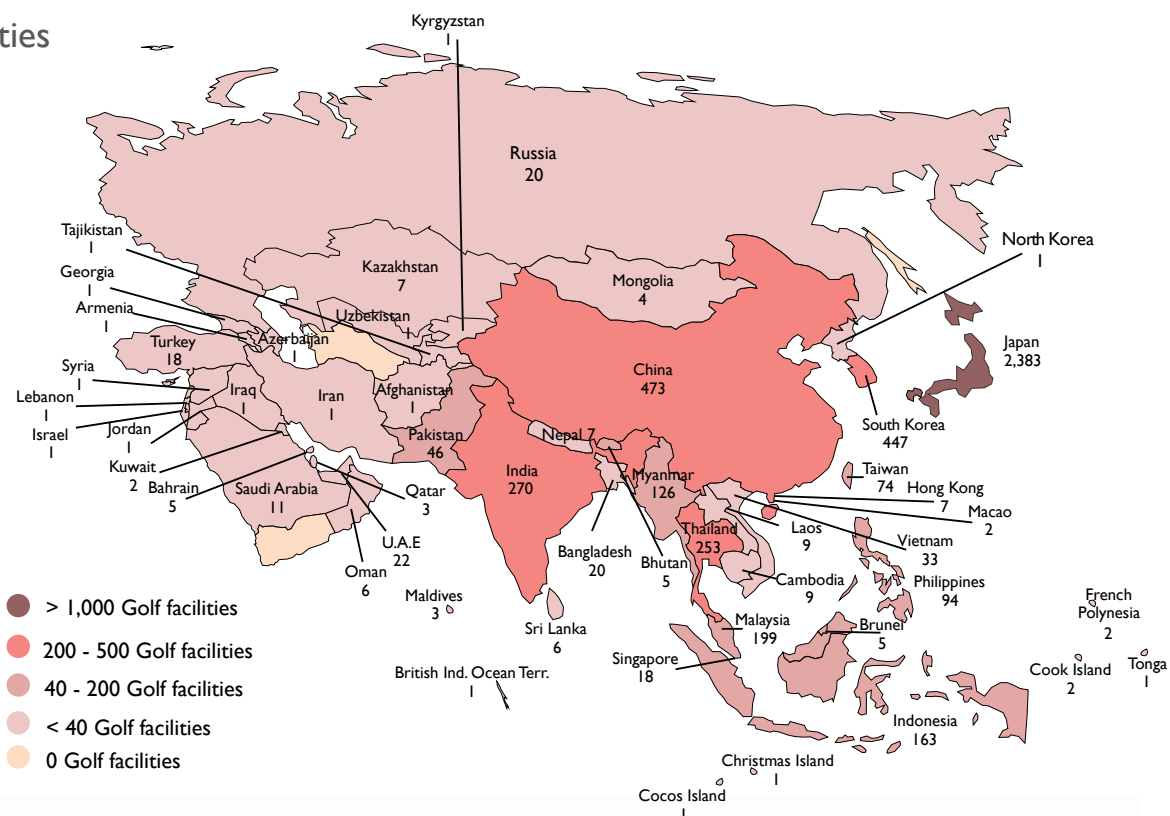 ties
Kyrgyzstan
1
Russia
20
Tajikistan
1
North Korea
1
Georgia
1
Kazakhstan
7
Mongolia
4
Armenia
1
Uzbekistan
1
Azerbaijan
1
Turkey
18
Japan
2,383
Syria
1
China
473
Lebanon
1
Iraq
1
Iran
1
Afghanistan
1
Israel
1
Jordan
1
Pakistan
46
Nepal 7
South Korea
447
Kuwait
2
Bahrain
5
Saudi Arabia
11
Qatar
3
India
270
Myanmar
126
Taiwan
74
Hong Kong
7
Macao
2
U.A.E
22
Thailand
253
Laos
9
Vietnam
33
Oman
6
Bangladesh
20
Bhutan
5
Cambodia
9
Philippines
94
Maldives
3
Sri Lanka
6
Malaysia
199
Brunei
5
French
Polynesia
2
> 1,000 Golf facilities
200 - 500 Golf facilities
40 - 200 Golf facilities
< 40 Golf facilities
0 Golf facilities
British Ind. Ocean Terr.
1
Singapore
18
Cook Island
2
Tonga
1
Indonesia
163
Christmas Island
1
Cocos Island